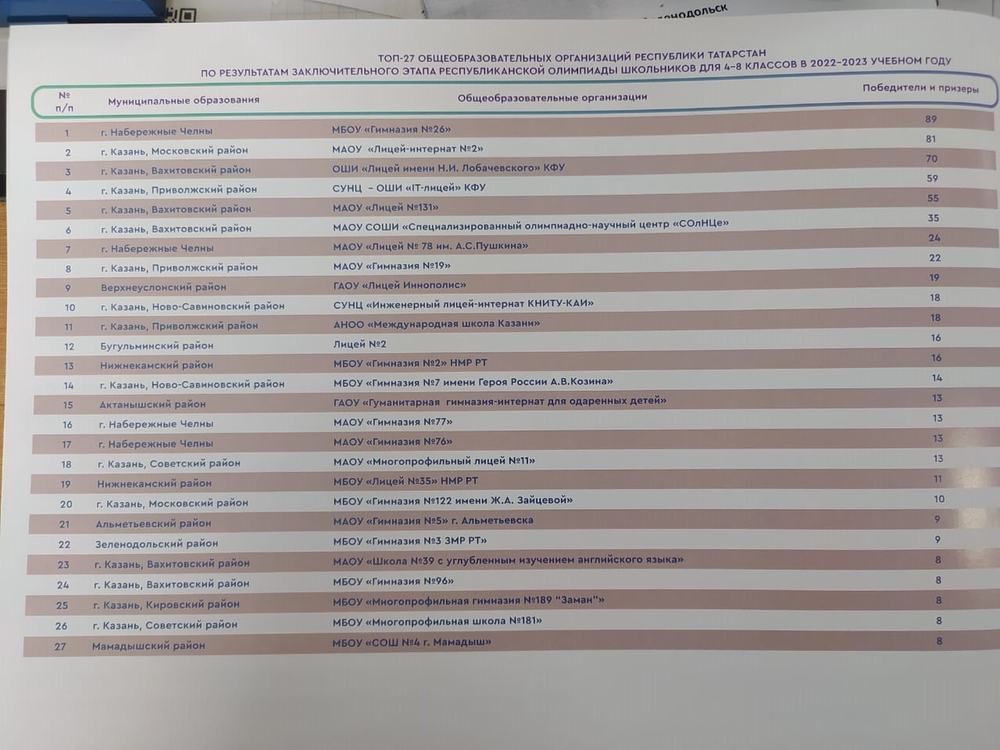 ТОП-27 ОБЩЕОБРАЗОВАТЕЛЬНЫХ ОРГАНИЗАЦИЙ РЕСПУБЛИКИ ТАТАРСТАН
ПО РЕЗУЛЬТАТАМ ЗАКЛЮЧИТЕЛЬНОГО ЭТАПА РЕСПУБЛИКАНСКОЙ ОЛИМПИАДЫ ШКОЛЬНИКОВ ДЛЯ 4-8 КЛАССОВ В 2022-2023 УЧЕБНОМ ГОДУ
№ п/п Муниципальные образования Общеобразовательные организации Победители и призеры
1 г. Набережные Челны МБОУ «Гимназия №26» 89
2 г. Казань, Московский район МАОУ «Лицей-интернат №2» 81
3 г. Казань, Вахитовский район ОШИ «Лицей имени Н.И. Лобачевского» КФУ 70
4 г. Казань, Приволжский район СУНЦ – ОШИ «IT-лицей» КФУ 59
5 г. Казань, Вахитовский район МАОУ «Лицей №131» 55
6 г. Казань, Вахитовский район МАОУ СОШИ «Специализированный олимпиадно-научный центр «СОлНЦе» 35
7 г. Набережные Челны МАОУ «Лицей № 78 им. А.С.Пушкина» 24
8 г. Казань, Приволжский район МАОУ «Гимназия №19» 22
9 Верхнеуслонский район ГАОУ «Лицей Иннополис» 19
10 г. Казань, Ново-Савиновский район СУНЦ «Инженерный лицей-интернат КНИТУ-КАИ» 18
11 г. Казань, Приволжский район АНОО «Международная школа Казани» 18
12 Бугульминский район Лицей №2 16
13 Нижнекамский район МБОУ «Гимназия №2» НМР РТ 16
14 г. Казань, Ново-Савиновский район МБОУ «Гимназия №7 имени Героя России А.В.Козина» 14
15 Актанышский район ГАОУ «Гуманитарная гимназия-интернат для одаренных детей» 13
16 г. Набережные Челны МАОУ «Гимназия №77» 13
17 г. Набережные Челны МАОУ «Гимназия №76» 13
18 г. Казань, Советский район МАОУ «Многопрофильный лицей №11» 13
19 Нижнекамский район МБОУ «Лицей №35» НМР РТ 11
20 г. Казань, Московский район МБОУ «Гимназия №122 имени Ж.А. Зайцевой» 10
21 Альметьевский район МАОУ «Гимназия №5» г. Альметьевска 9
22 Зеленодольский район МБОУ «Гимназия №3 ЗМР РТ» 9
23 г. Казань, Вахитовский район МАОУ «Школа №39 с углубленным изучением английского языка» 8
24 г. Казань, Вахитовский район МБОУ «Гимназия №96» 8
25 г. Казань, Кировский район МБОУ «Многопрофильная гимназия №189 "Заман"» 8
26 г. Казань, Советский район МБОУ «Многопрофильная школа №181» 8
27 Мамадышский район МБОУ «СОШ №4 г. Мамадыш» 8